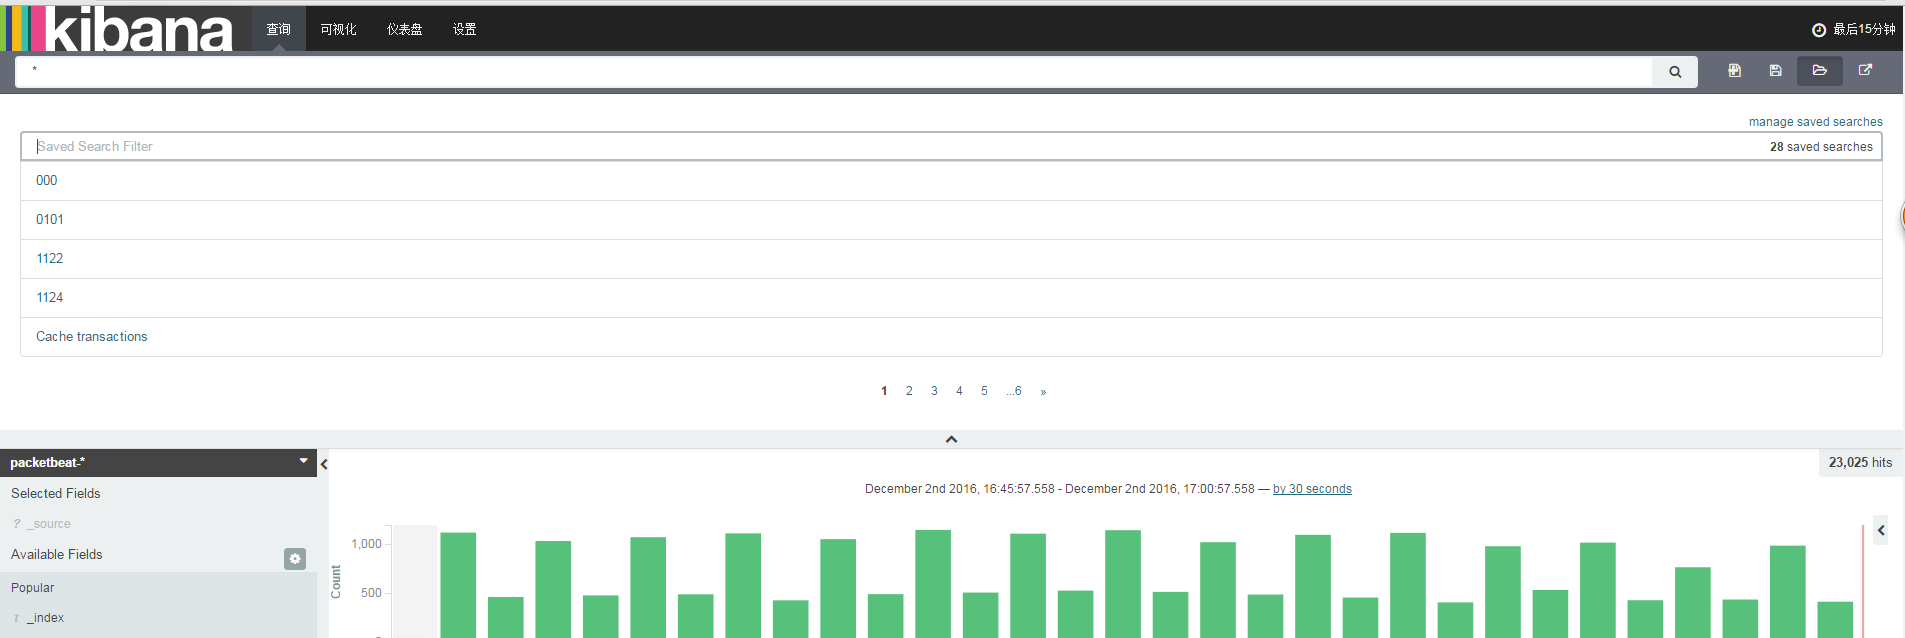 kibana 查询 可视化 仪表盘 设置 最后15分钟
*
manage saved searches
Saved Search Filter 28 saved searches
000
0101
1122
1124
Cache transactions
1 2 3 4 5 ...6 »
packetbeat-* 23,025 hits
Selected Fields
? _source
Available Fields
Popular
t _index
December 2nd 2016, 16:45:57.558 - December 2nd 2016, 17:00:57.558 — by 30 seconds
1,000
500
Count